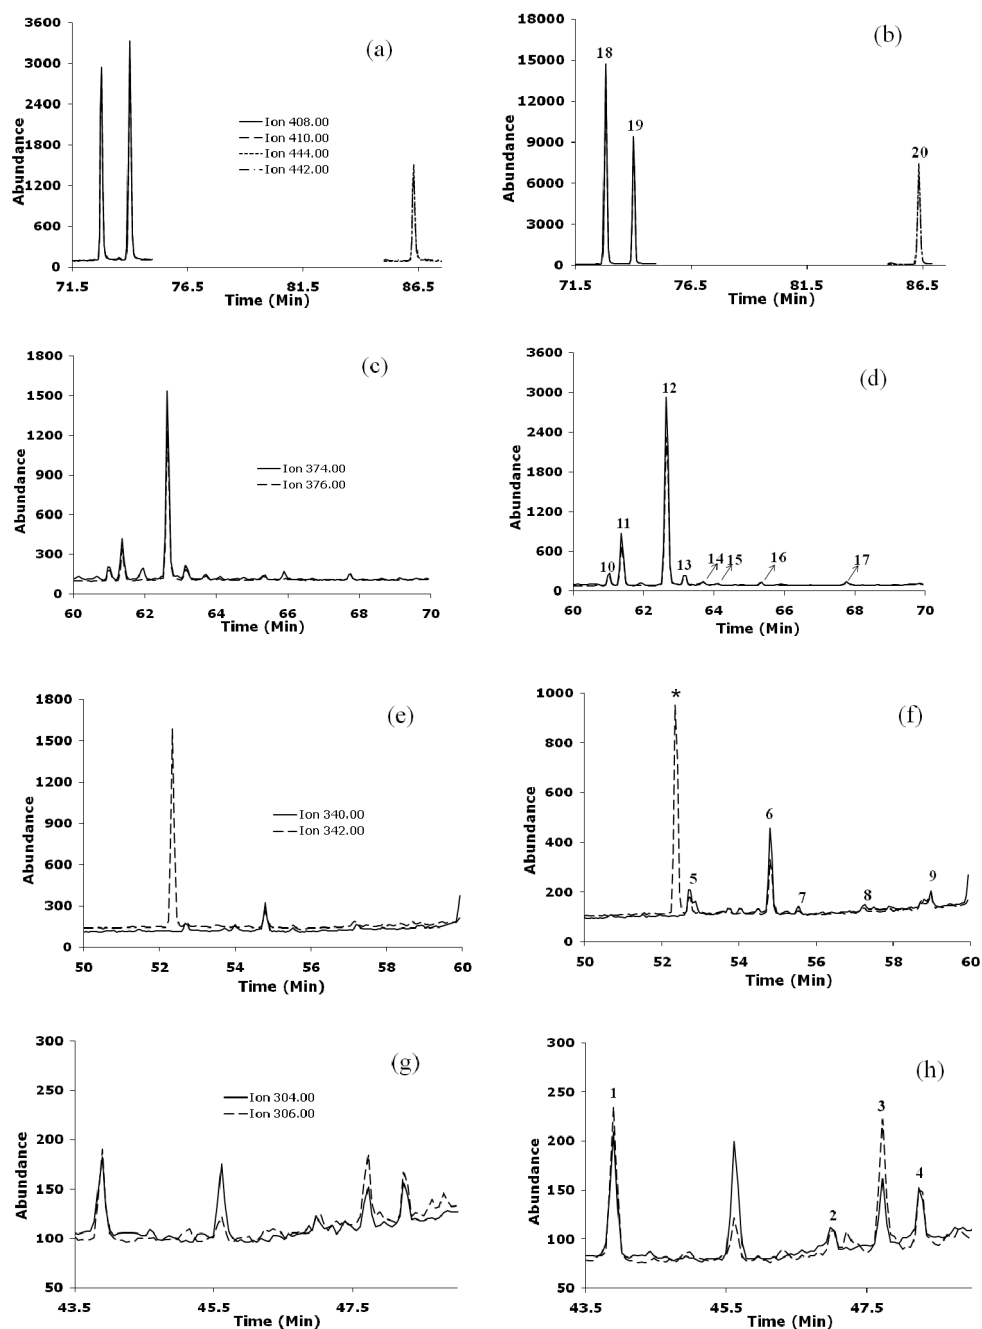 (a)
3600
3000
2400
1800
1200
600
0
Abundance
Ion 408.00
Ion 410.00
Ion 444.00
Ion 442.00
71.5 76.5 81.5 86.5
Time (Min)
(b)
18000
15000
12000
9000
6000
3000
0
Abundance
18
19
20
71.5 76.5 81.5 86.5
Time (Min)
(c)
1800
1500
1200
900
600
300
0
Abundance
Ion 374.00
Ion 376.00
60 62 64 66 68 70
Time (Min)
(d)
3600
3000
2400
1800
1200
600
0
Abundance
12
11
10 13 14 15 16 17
60 62 64 66 68 70
Time (Min)
(e)
1800
1500
1200
900
600
300
0
Abundance
Ion 340.00
Ion 342.00
50 52 54 56 58 60
Time (Min)
(f)
1000
800
600
400
200
0
Abundance
*
6
5 7 8 9
50 52 54 56 58 60
Time (Min)
(g)
300
250
200
150
100
50
Abundance
Ion 304.00
Ion 306.00
43.5 45.5 47.5
Time (Min)
(h)
300
250
200
150
100
50
Abundance
1
3
4
2
43.5 45.5 47.5
Time (Min)